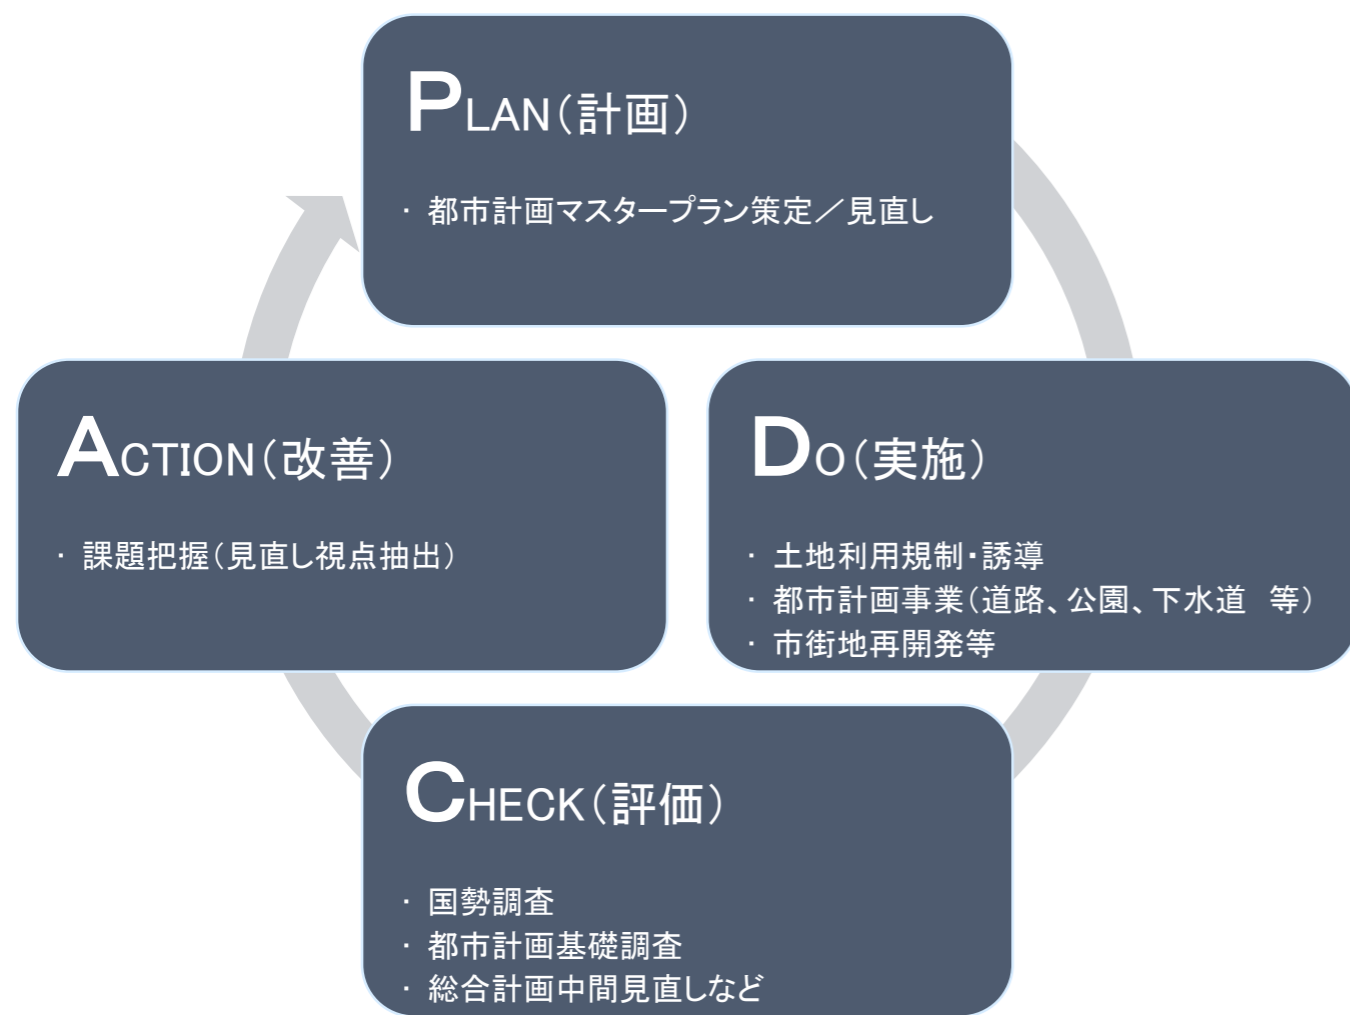 PLAN（計画）
・ 都市計画マスタープラン策定／見直し
ACTION（改善）
・ 課題把握（見直し視点抽出）
DO（実施）
・ 土地利用規制・誘導
・ 都市計画事業（道路、公園、下水道　等）
・ 市街地再開発等
CHECK（評価）
・ 国勢調査
・ 都市計画基礎調査
・ 総合計画中間見直しなど